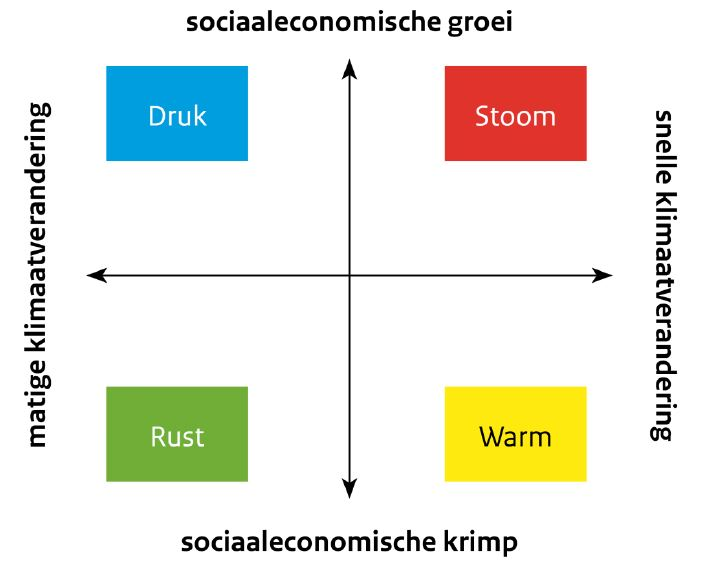 sociaaleconomische groei
Druk
Stoom
matige klimaatverandering
snelle klimaatverandering
Rust
Warm
sociaaleconomische krimp